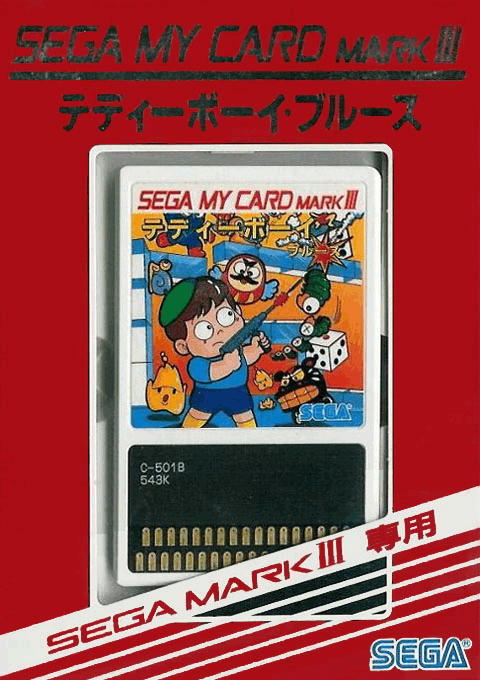 SEGA MY CARD MARK III
テディーボーイ・ブルース
SEGA MY CARD MARK III
テディーボーイ
ブルース
SEGA
C-501B
543K
SEGA MARK III 専用
SEGA®